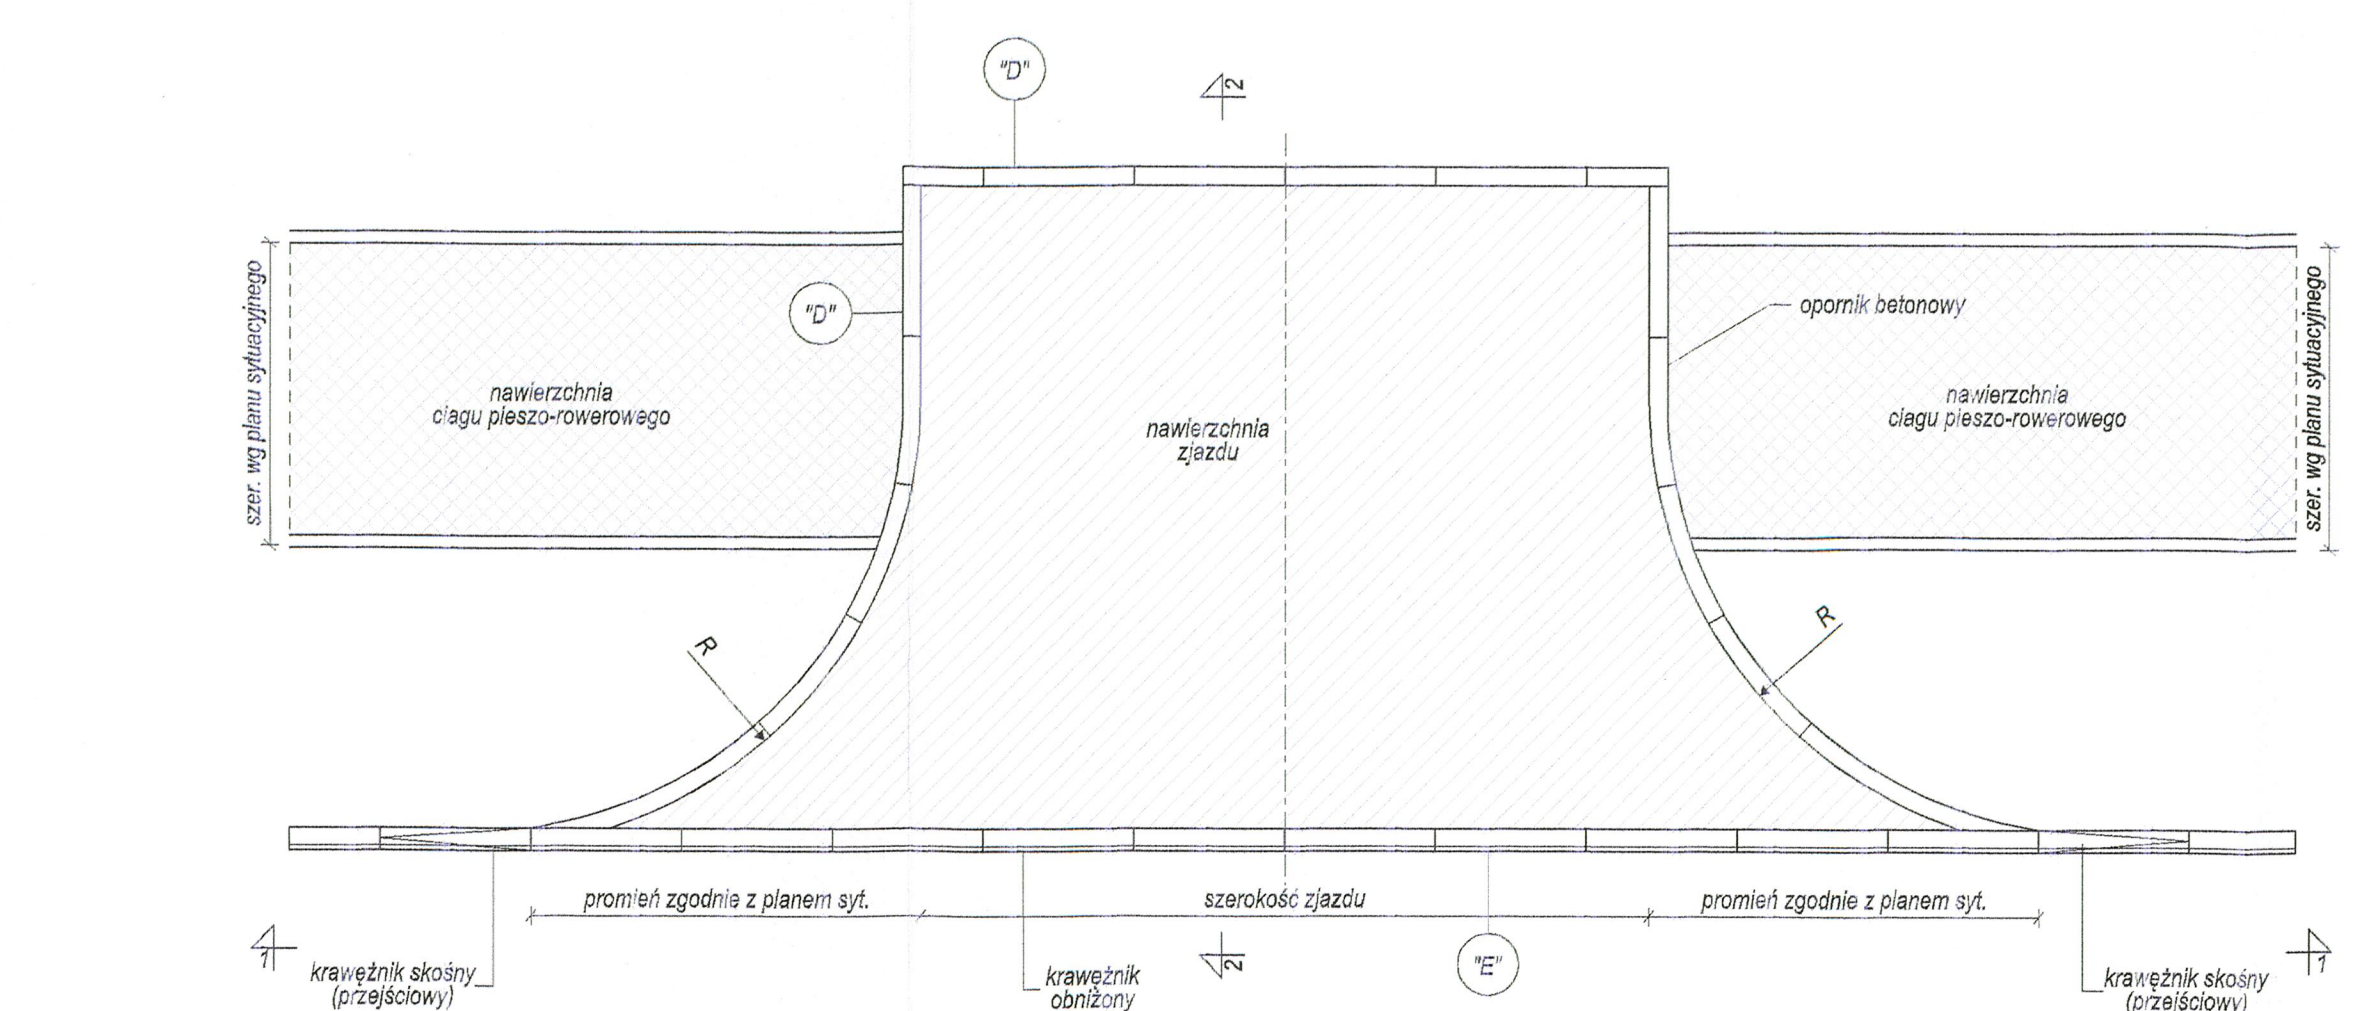 "D"
2
szer. wg planu sytuacyjnego
"D"
opornik betonowy
szer. wg planu sytuacyjnego
nawierzchnia
ciagu pieszo-rowerowego
nawierzchnia
zjazdu
nawierzchnia
ciagu pieszo-rowerowego
R
R
promień zgodnie z planem syt.
szerokość zjazdu
promień zgodnie z planem syt.
1
krawężnik skośny
(przejściowy)
krawężnik
obniżony
2
"E"
krawężnik skośny
(przejściowy)
1